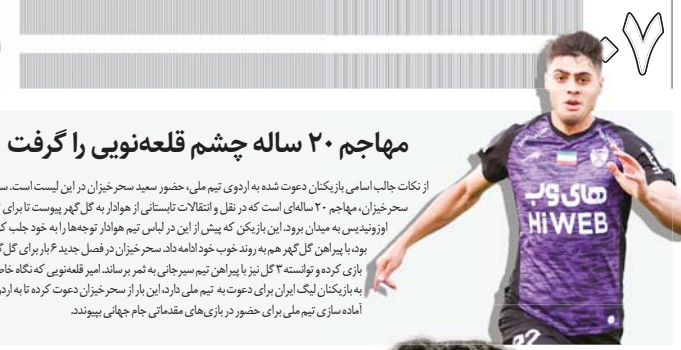 ۰۷
مهاجم ۲۰ ساله چشم قلعه‌نویی را گرفت
از نکات جالب اسامی بازیکنان دعوت شده به اردوی تیم ملی، حضور سعید سحرخیزان در این لیست است.
سحرخیزان، مهاجم ۲۰ ساله‌ای است که در نقل و انتقالات تابستانی از هوادار به گل‌گهر پیوست تا برای
اوزونیدیس به میدان برود. این بازیکن که پیش از این در لباس تیم هوادار توجه‌ها را به خود جلب
بود، با پیراهن گل‌گهر هم به روند خوب خود ادامه داد. سحرخیزان در فصل جدید ۶ بار برای
بازی کرده و توانسته ۳ گل نیز با پیراهن تیم سیرجانی به ثمر برساند. امیر قلعه‌نویی که نگاه
به بازیکنان لیگ ایران برای دعوت به تیم ملی دارد، این بار از سحرخیزان دعوت کرده تا به
آماده سازی تیم ملی برای حضور در بازی‌های مقدماتی جام جهانی بپیوندد.
های وب
HiWEB